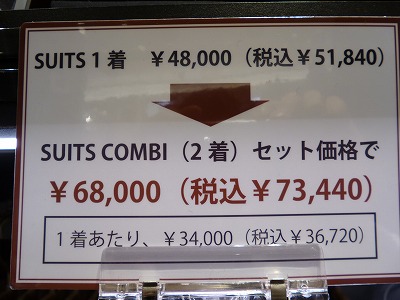 SUITS 1着 ￥48,000（税込￥51,840）
SUITS COMBI（2着）セット価格で
￥68,000（税込￥73,440）
1着あたり、￥34,000（税込￥36,720）